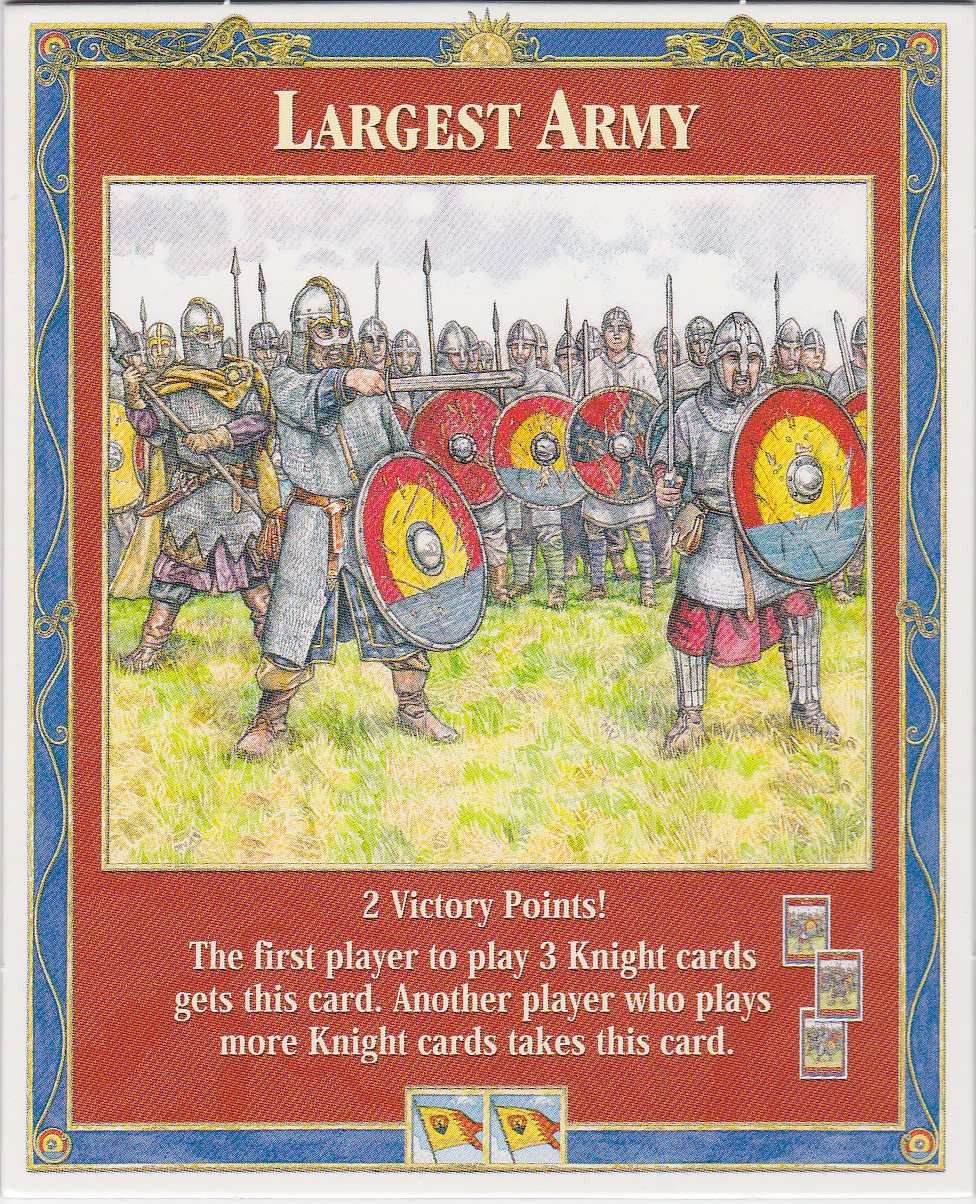 LARGEST ARMY
2 Victory Points!
The first player to play 3 Knight cards
gets this card. Another player who plays
more Knight cards takes this card.